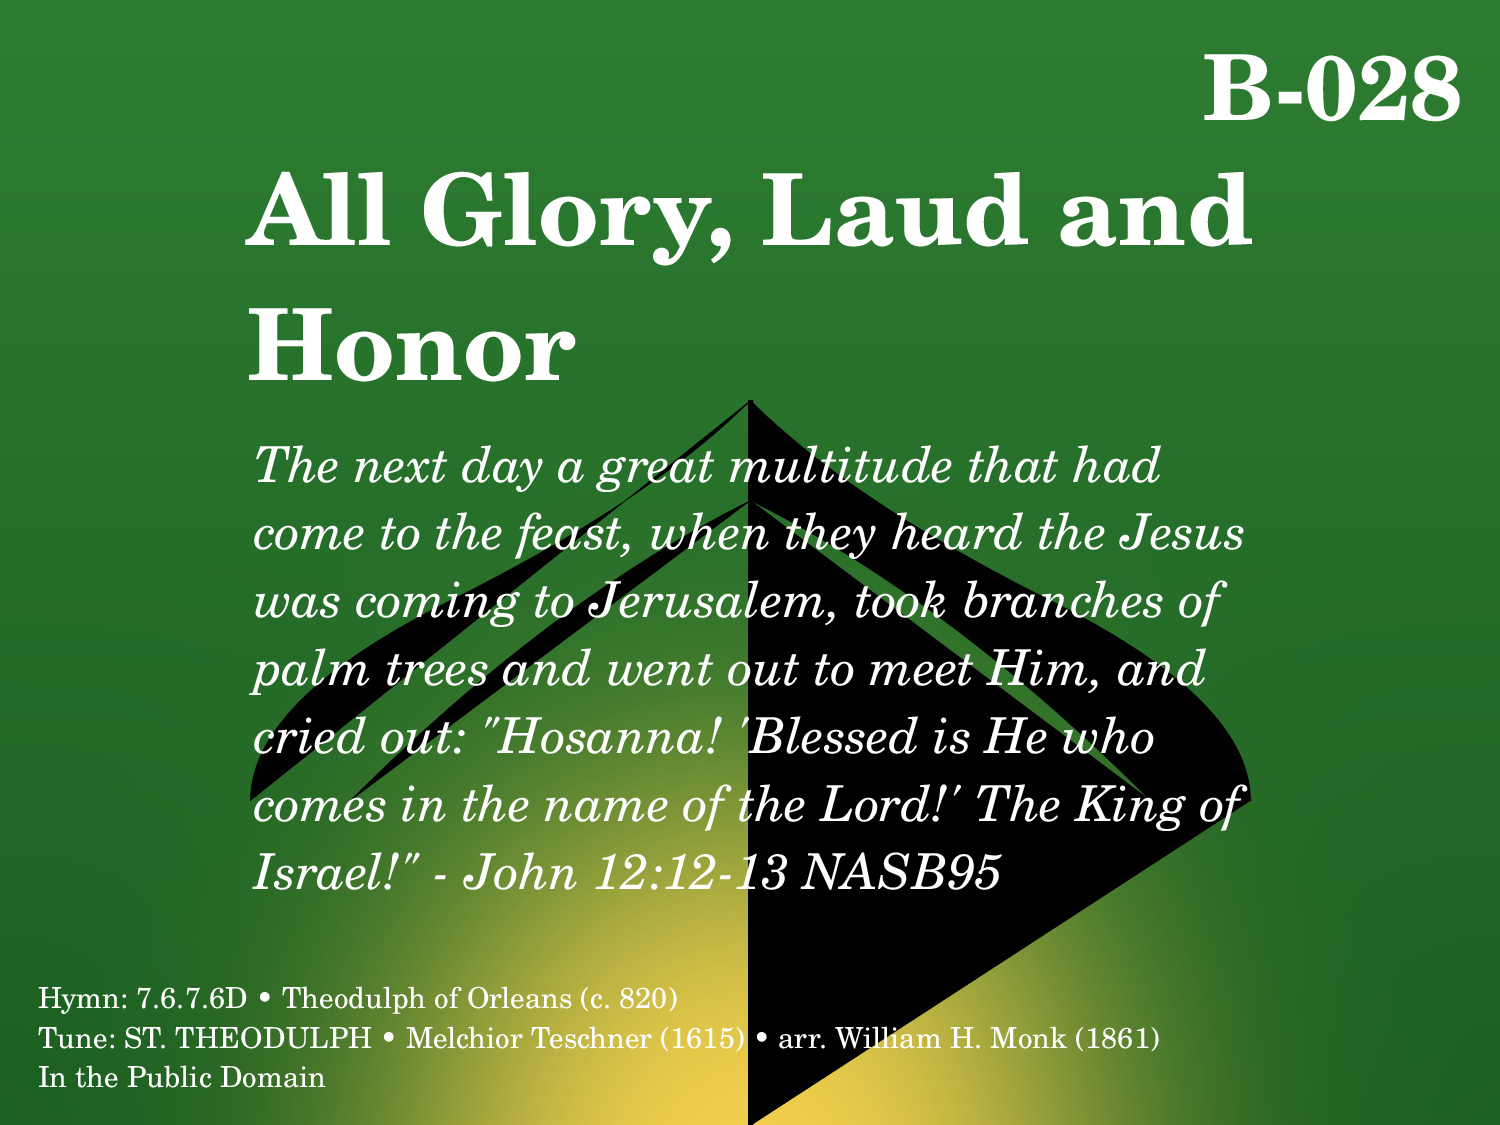 B-028
All Glory, Laud and
Honor
The next day a great multitude that had
come to the feast, when they heard the Jesus
was coming to Jerusalem, took branches of
palm trees and went out to meet Him, and
cried out: "Hosanna! 'Blessed is He who
comes in the name of the Lord!' The King of
Israel!" - John 12:12-13 NASB95
Hymn: 7.6.7.6D • Theodulph of Orleans (c. 820)
Tune: ST. THEODULPH • Melchior Teschner (1615) • arr. William H. Monk (1861)
In the Public Domain